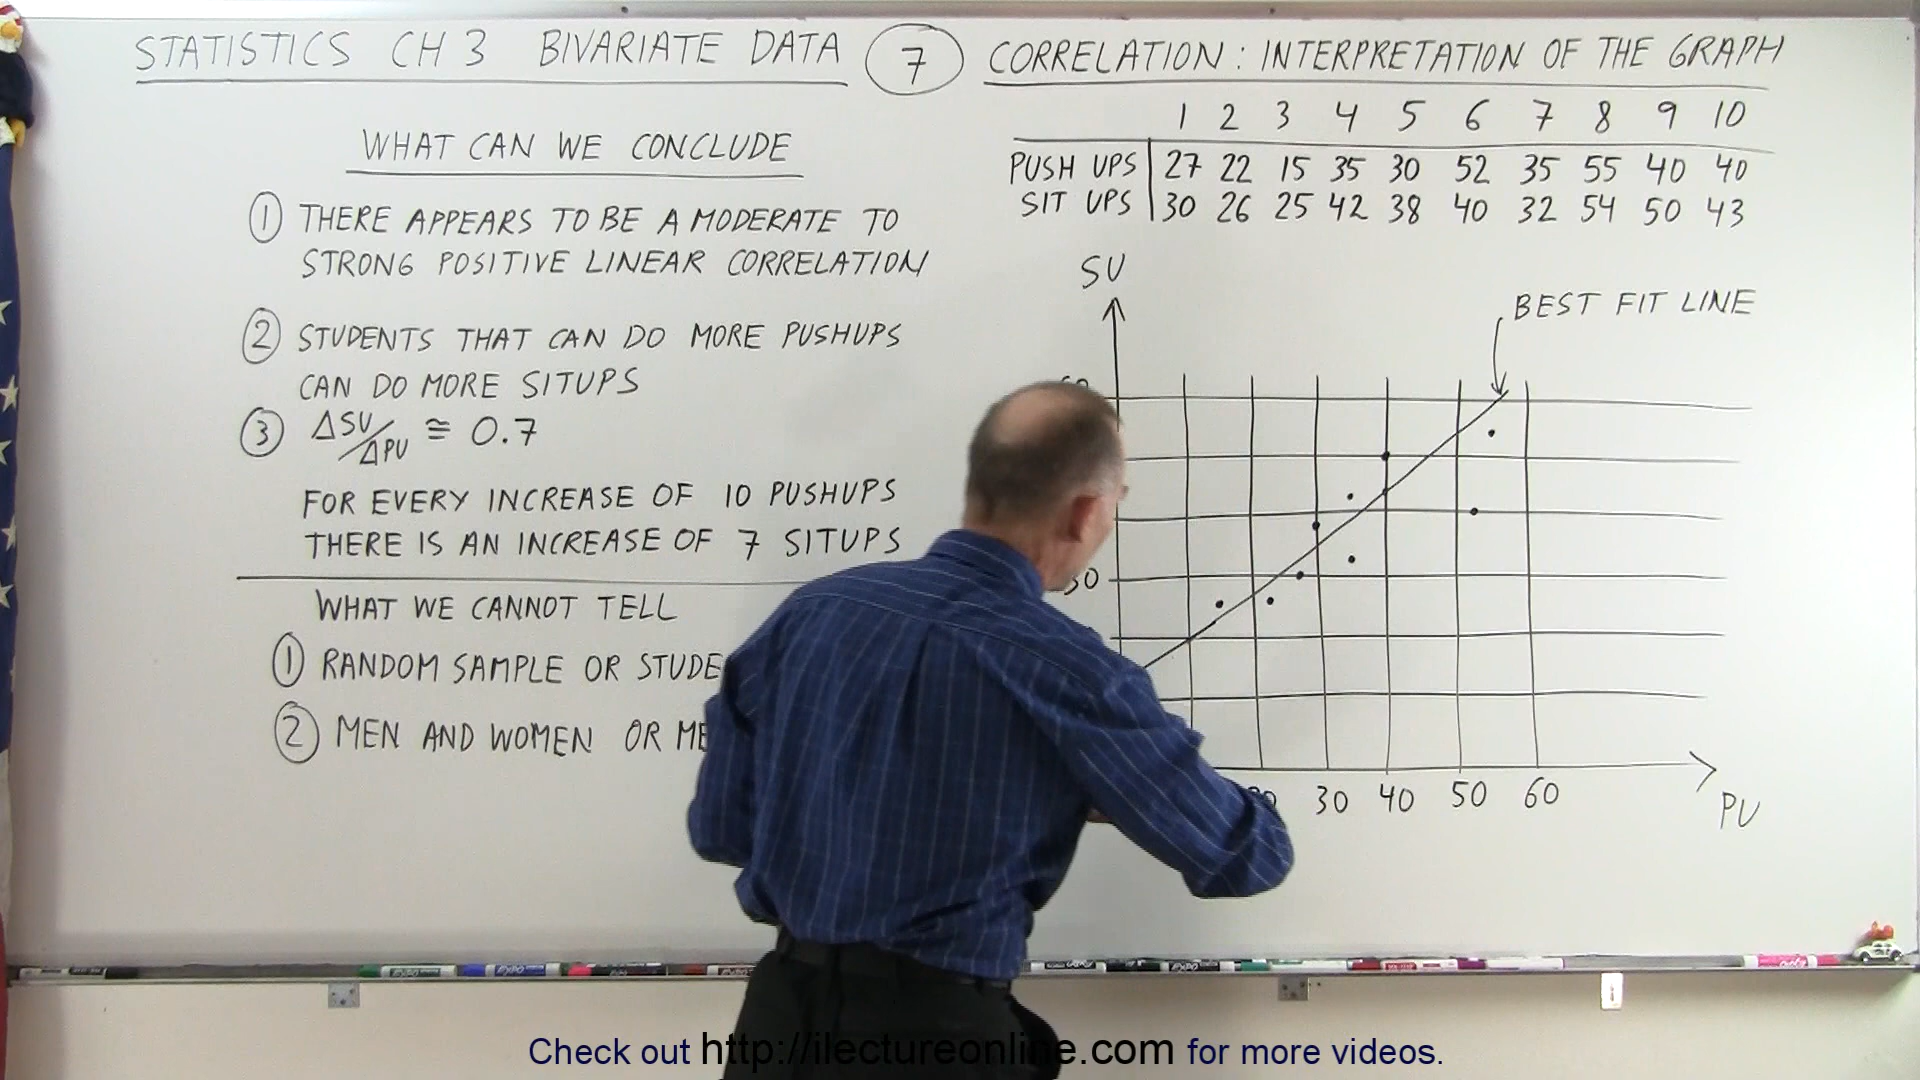 STATISTICS CH 3 BIVARIATE DATA 7 CORRELATION: INTERPRETATION OF THE GRAPH
WHAT CAN WE CONCLUDE
1 THERE APPEARS TO BE A MODERATE TO
STRONG POSITIVE LINEAR CORRELATION
2 STUDENTS THAT CAN DO MORE PUSHUPS
CAN DO MORE SITUPS
3 ΔSU/ΔPU ≅ 0.7
FOR EVERY INCREASE OF 10 PUSHUPS
THERE IS AN INCREASE OF 7 SITUPS
WHAT WE CANNOT TELL
1 RANDOM SAMPLE OR STUDE
2 MEN AND WOMEN OR ME
1 2 3 4 5 6 7 8 9 10
PUSH UPS 27 22 15 35 30 52 35 55 40 40
SIT UPS 30 26 25 42 38 40 32 54 50 43
SU
BEST FIT LINE
30
30 40 50 60
PU
Check out http://ilectureonline.com for more videos.